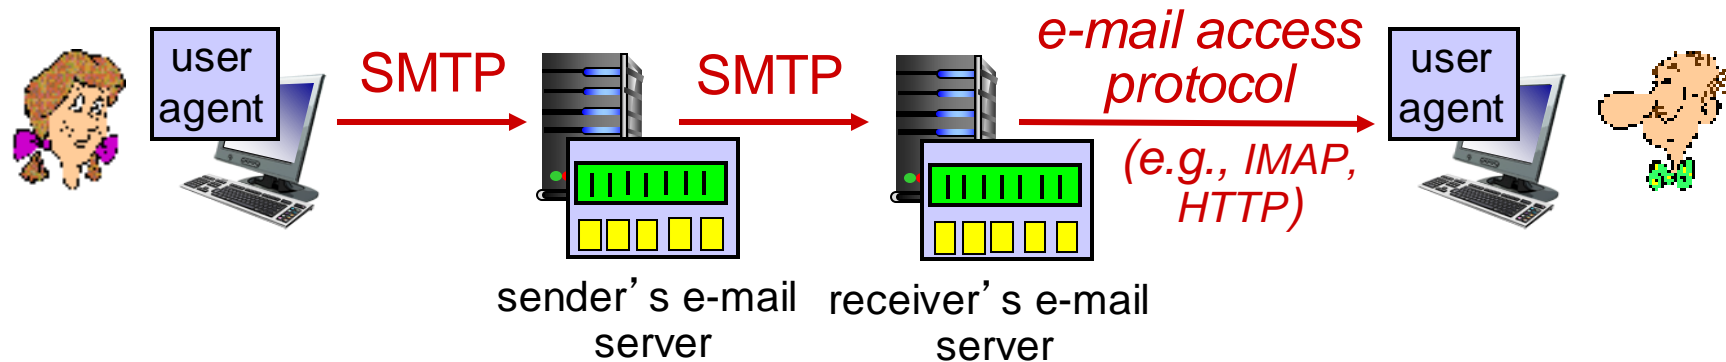 user
agent
SMTP
SMTP
e-mail access
protocol
(e.g., IMAP,
HTTP)
user
agent
sender’s e-mail
server
receiver’s e-mail
server